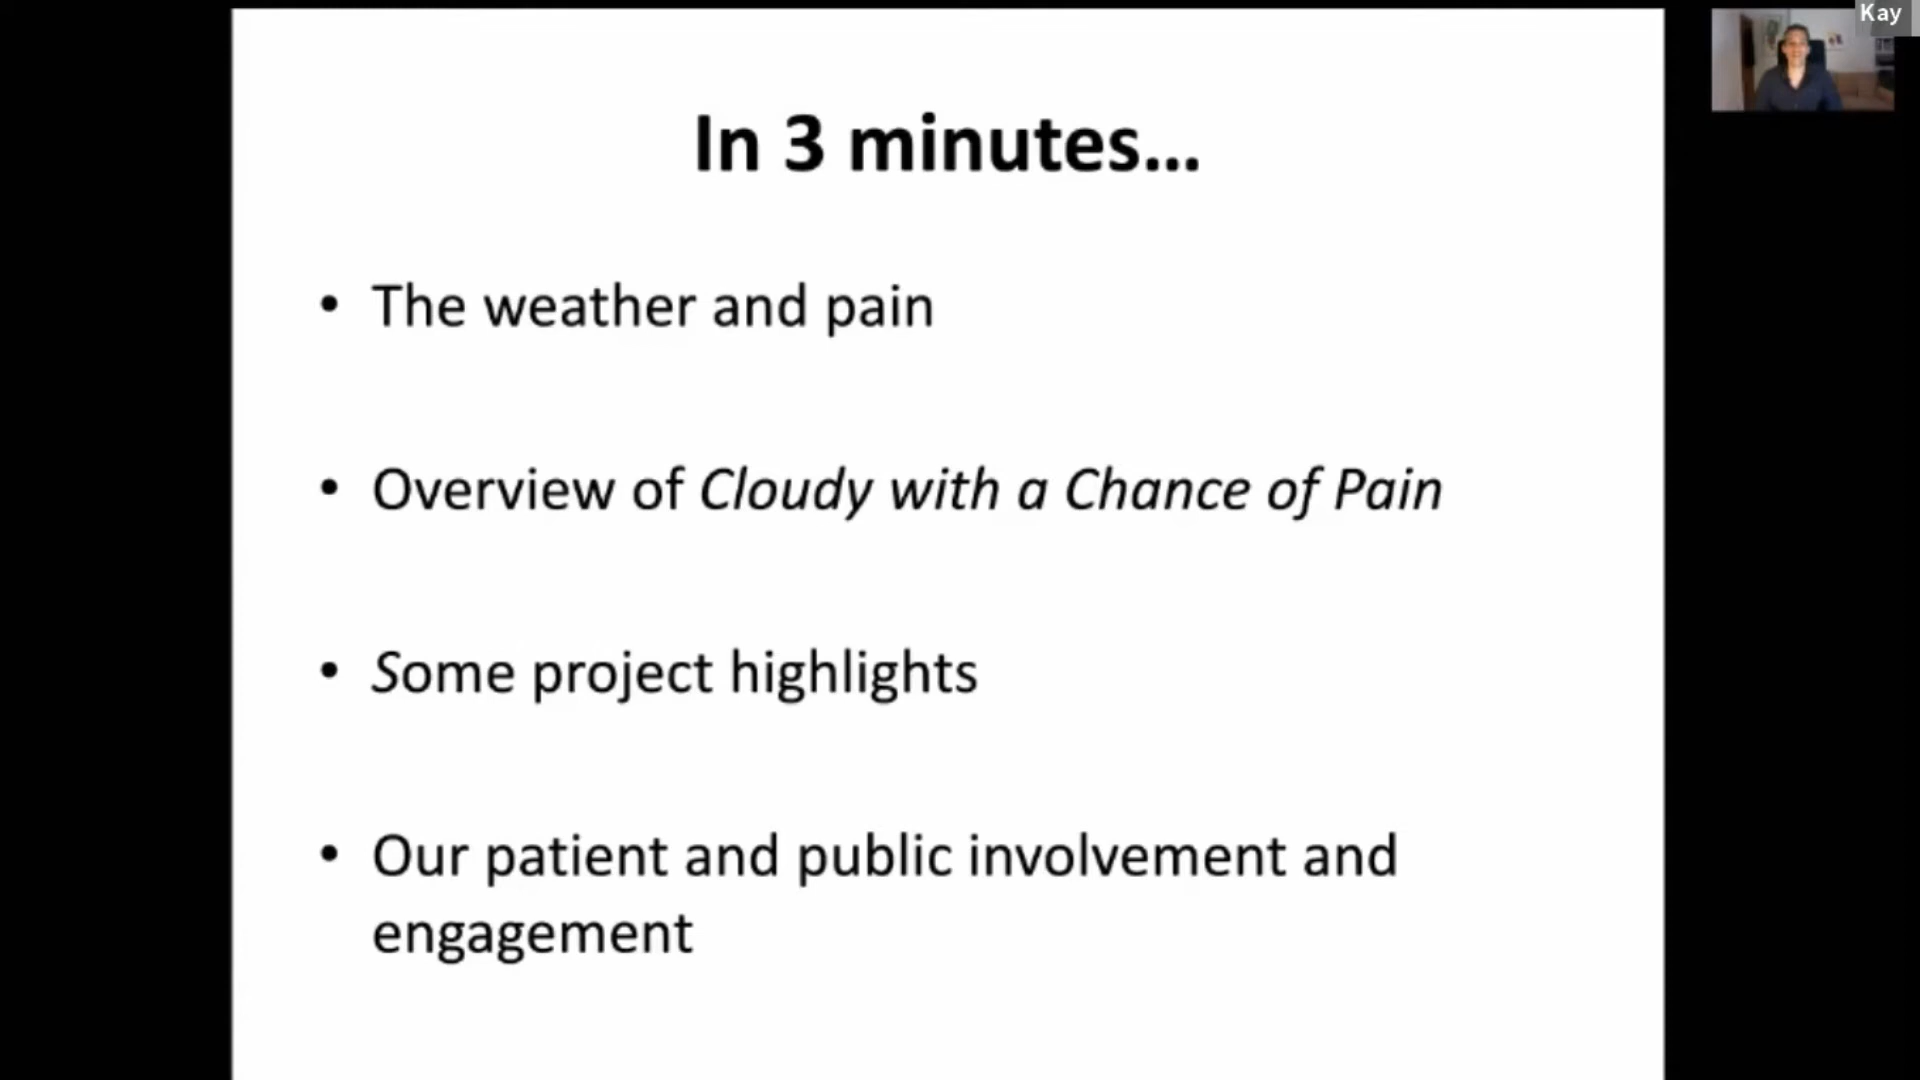 Kay
In 3 minutes...
• The weather and pain
• Overview of Cloudy with a Chance of Pain
• Some project highlights
• Our patient and public involvement and
engagement